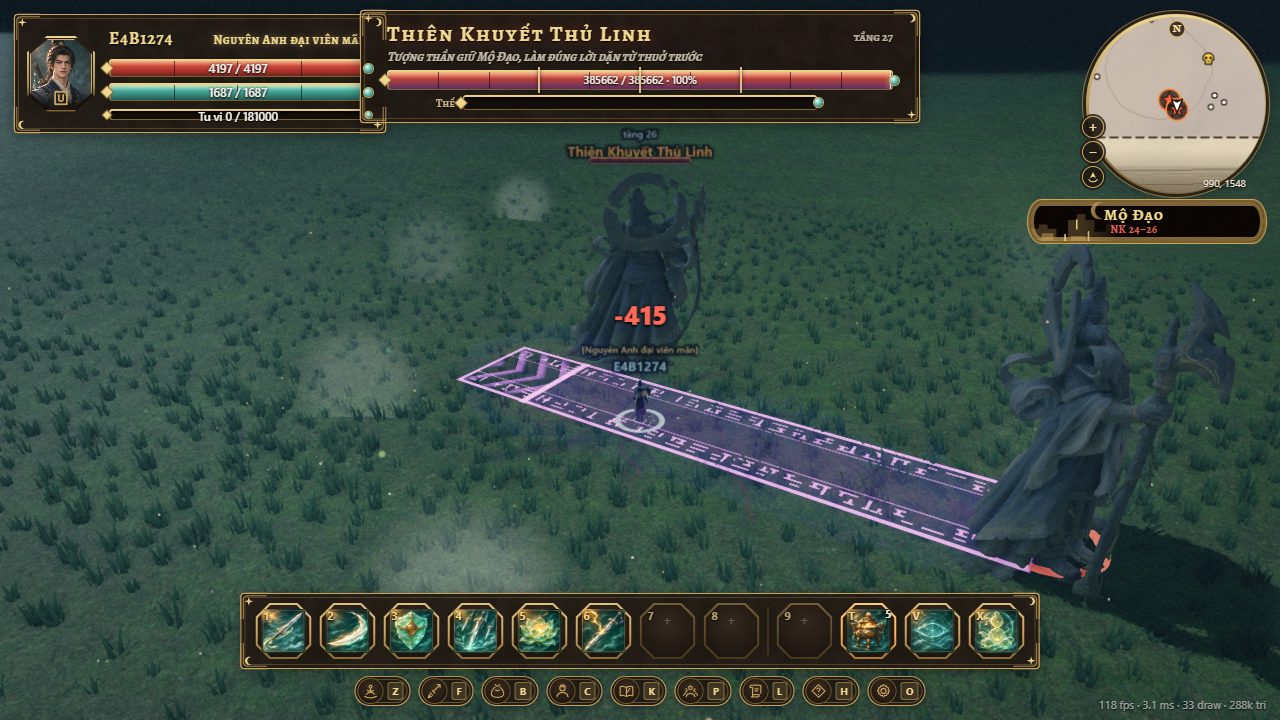 E4B1274
Nguyên Anh đại viên mã
4197 / 4197
1687 / 1687
Tu vi 0 / 181000
U
Thiên Khuyết Thủ Linh
Tầng 27
Tượng thần giữ Mộ Đạo, làm đúng lời dặn từ thuở trước
385662 / 385662 · 100%
Thế
N
990, 1548
Mộ Đạo
NK 24–26
tầng 26
Thiên Khuyết Thủ Linh
-415
(Nguyên Anh đại viên mãn)
E4B1274
1 2 3 4 5 6 7 8 9 T 5 V X
Z F B C K P L H O
118 fps · 3.1 ms · 33 draw · 288k tri